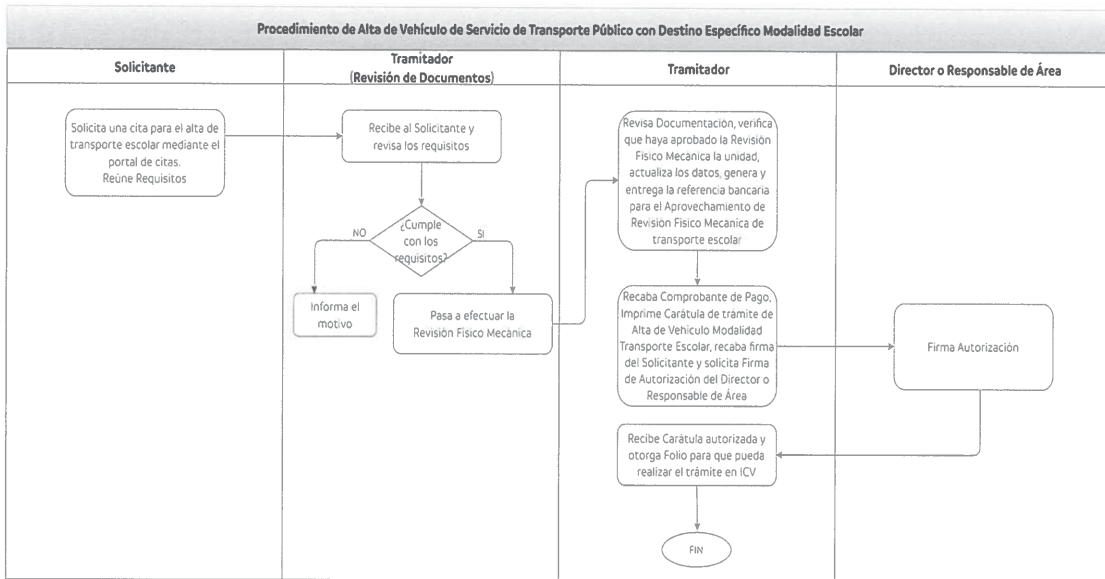 Procedimiento de Alta de Vehículo de Servicio de Transporte Público con Destino Específico Modalidad Escolar
Solicitante
Tramitador
(Revisión de Documentos)
Tramitador
Director o Responsable de Área
Solicita una cita para el alta de
transporte escolar mediante el
portal de citas.
Reúne Requisitos
Recibe al Solicitante y
revisa los requisitos
¿Cumple
con los
requisitos?
NO
SI
Informa el
motivo
Pasa a efectuar la
Revisión Físico Mecánica
Revisa Documentación, verifica
que haya aprobado la Revisión
Físico Mecánica la unidad,
actualiza los datos, genera y
entrega la referencia bancaria
para el Aprovechamiento de
Revisión Físico Mecánica de
transporte escolar
Recaba Comprobante de Pago,
Imprime Carátula de trámite de
Alta de Vehículo Modalidad
Transporte Escolar, recaba firma
del Solicitante y solicita Firma
de Autorización del Director o
Responsable de Área
Firma Autorización
Recibe Carátula autorizada y
otorga Folio para que pueda
realizar el trámite en ICV
FIN